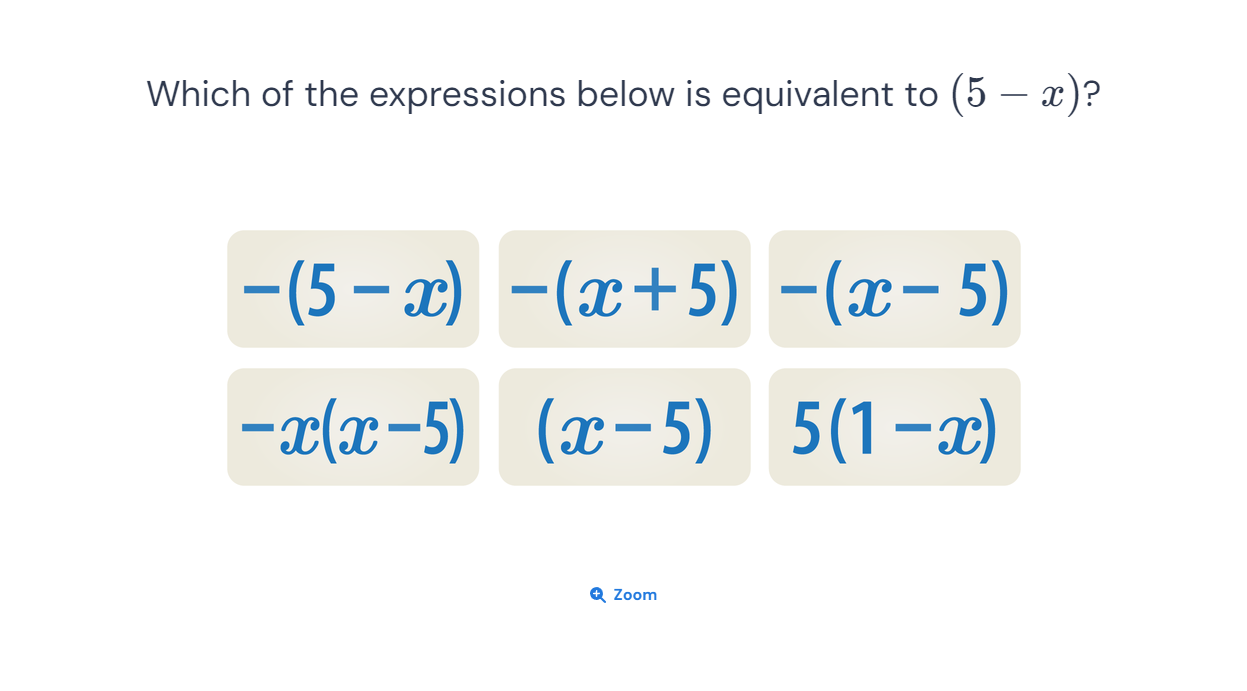 Which of the expressions below is equivalent to (5 − x)?
−(5 − x) −(x + 5) −(x − 5)
−x(x −5) (x − 5) 5(1 −x)
Zoom